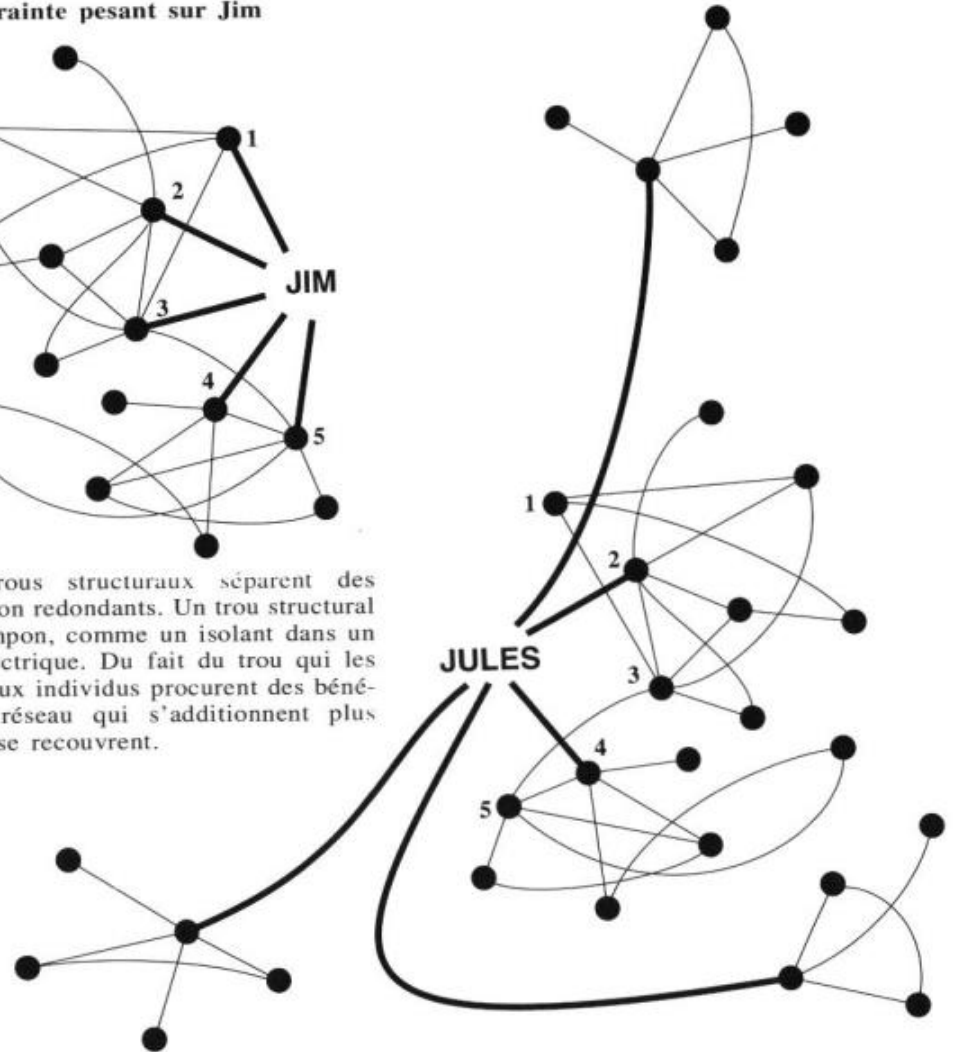 rainte pesant sur Jim
1
2
JIM
3
4
5
1
2
JULES
3
4
5
rous structuraux séparent des
on redondants. Un trou structural
npon, comme un isolant dans un
ctrique. Du fait du trou qui les
ux individus procurent des béné-
réseau qui s'additionnent plus
se recouvrent.